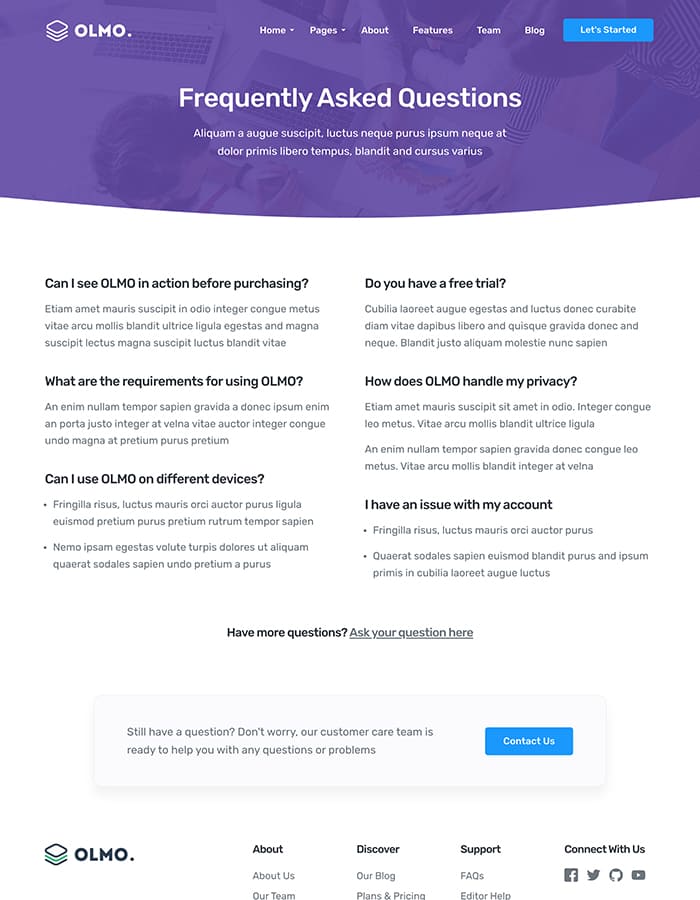 OLMO.
Home Pages About Features Team Blog Let's Started
Frequently Asked Questions
Aliquam a augue suscipit, luctus neque purus ipsum neque at
dolor primis libero tempus, blandit and cursus varius
Can I see OLMO in action before purchasing?
Etiam amet mauris suscipit in odio integer congue metus
vitae arcu mollis blandit ultrice ligula egestas and magna
suscipit lectus magna suscipit luctus blandit vitae
What are the requirements for using OLMO?
An enim nullam tempor sapien gravida a donec ipsum enim
an porta justo integer at velna vitae auctor integer congue
undo magna at pretium purus pretium
Can I use OLMO on different devices?
• Fringilla risus, luctus mauris orci auctor purus ligula
euismod pretium purus pretium rutrum tempor sapien
• Nemo ipsam egestas volute turpis dolores ut aliquam
quaerat sodales sapien undo pretium a purus
Do you have a free trial?
Cubilia laoreet augue egestas and luctus donec curabite
diam vitae dapibus libero and quisque gravida donec and
neque. Blandit justo aliquam molestie nunc sapien
How does OLMO handle my privacy?
Etiam amet mauris suscipit sit amet in odio. Integer congue
leo metus. Vitae arcu mollis blandit ultrice ligula
An enim nullam tempor sapien gravida donec congue leo
metus. Vitae arcu mollis blandit integer at velna
I have an issue with my account
• Fringilla risus, luctus mauris orci auctor purus
• Quaerat sodales sapien euismod blandit purus and ipsum
primis in cubilia laoreet augue luctus
Have more questions? Ask your question here
Still have a question? Don't worry, our customer care team is
ready to help you with any questions or problems
Contact Us
OLMO.
About
About Us
Our Team
Discover
Our Blog
Plans & Pricing
Support
FAQs
Editor Help
Connect With Us